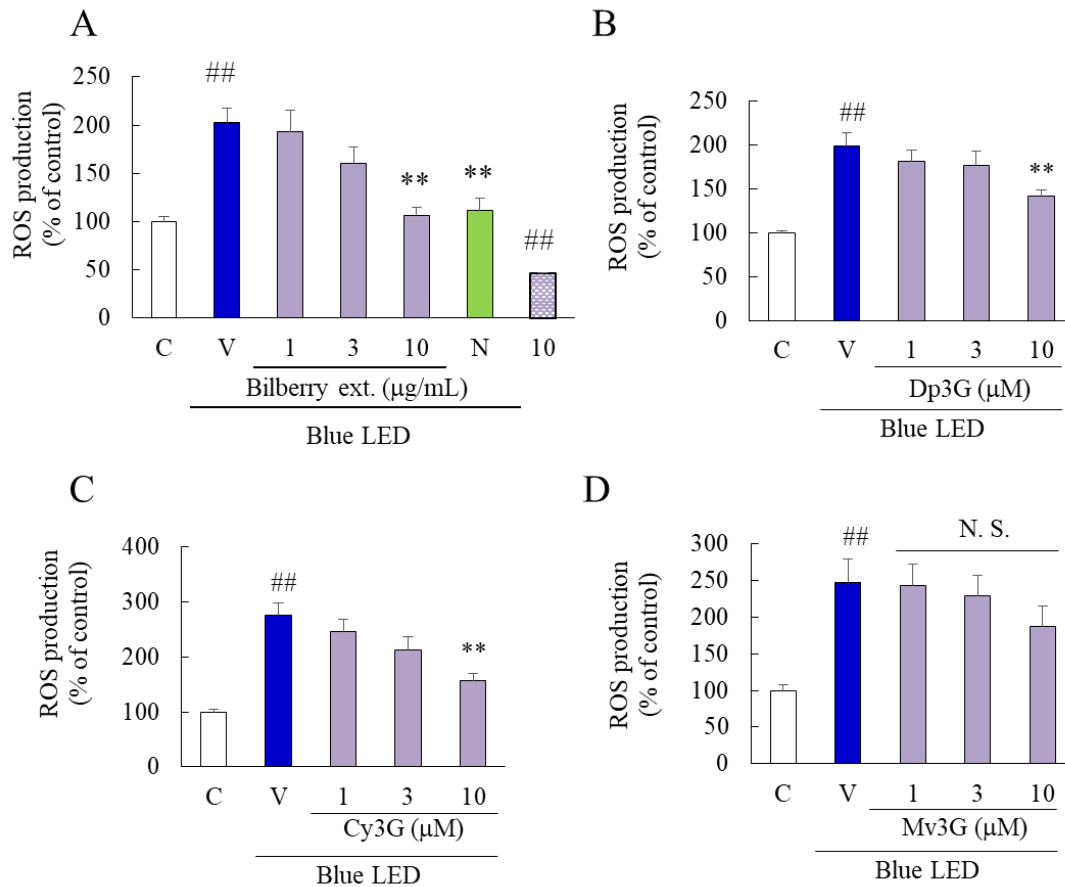 A
ROS production
(% of control)
250
200
150
100
50
0
##
**
**
##
C V 1 3 10 N 10
Bilberry ext. (μg/mL)
Blue LED
B
ROS production
(% of control)
250
200
150
100
50
0
##
**
C V 1 3 10
Dp3G (μM)
Blue LED
C
ROS production
(% of control)
400
300
200
100
0
##
**
C V 1 3 10
Cy3G (μM)
Blue LED
D
ROS production
(% of control)
300
250
200
150
100
50
0
##
N. S.
C V 1 3 10
Mv3G (μM)
Blue LED